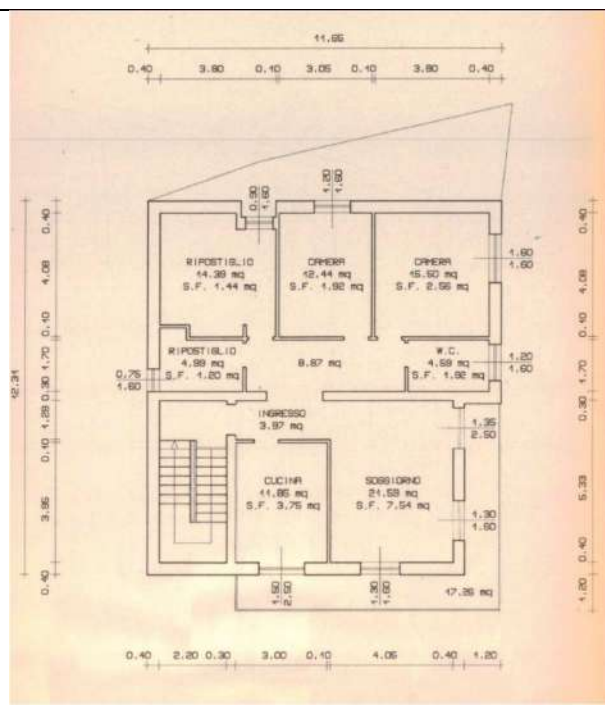 11.65
0.40 3.80 0.10 3.05 0.10 3.80 0.40
0.90
1.60
1.20
1.60
RIPOSTIGLIO
14.39 mq
S.F. 1.44 mq
CAMERA
12.44 mq
S.F. 1.92 mq
CAMERA
15.50 mq
S.F. 2.56 mq
1.60
1.60
RIPOSTIGLIO
4.99 mq
S.F. 1.20 mq
8.87 mq
W.C.
4.59 mq
S.F. 1.92 mq
0.75
1.60
1.20
1.60
INGRESSO
3.97 mq
1.35
2.50
CUCINA
11.85 mq
S.F. 3.75 mq
SOGGIORNO
21.59 mq
S.F. 7.54 mq
1.30
1.60
1.50
2.50
1.30
1.60
17.26 mq
12.31
0.40
4.08
0.10
1.70
0.30
1.28
0.10
3.95
0.40
0.40
4.08
0.10
1.70
0.30
5.33
0.40
1.20
0.40 2.20 0.30 3.00 0.10 4.05 0.40 1.20